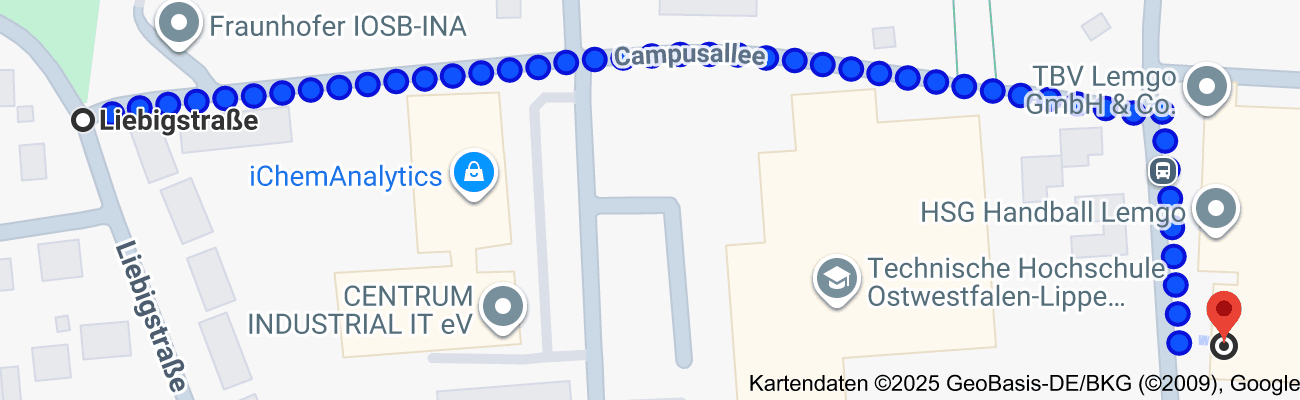 Fraunhofer IOSB-INA
Campusallee
TBV Lemgo
GmbH & Co.
Liebigstraße
iChemAnalytics
HSG Handball Lemgo
Liebigstraße
Technische Hochschule
Ostwestfalen-Lippe...
CENTRUM
INDUSTRIAL IT eV
Kartendaten ©2025 GeoBasis-DE/BKG (©2009), Google